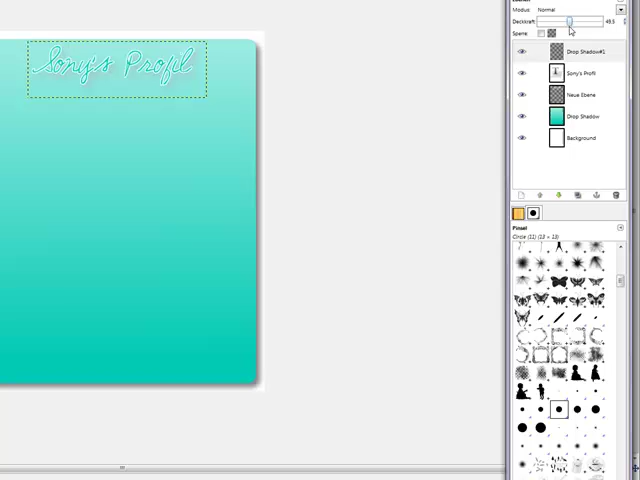 Modus: Normal
Deckkraft: 49,5
Sperre:
Sony's Profil
Drop Shadow#1
Sony's Profil
Neue Ebene
Drop Shadow
Background
Pinsel
Circle (11) (13 × 13)